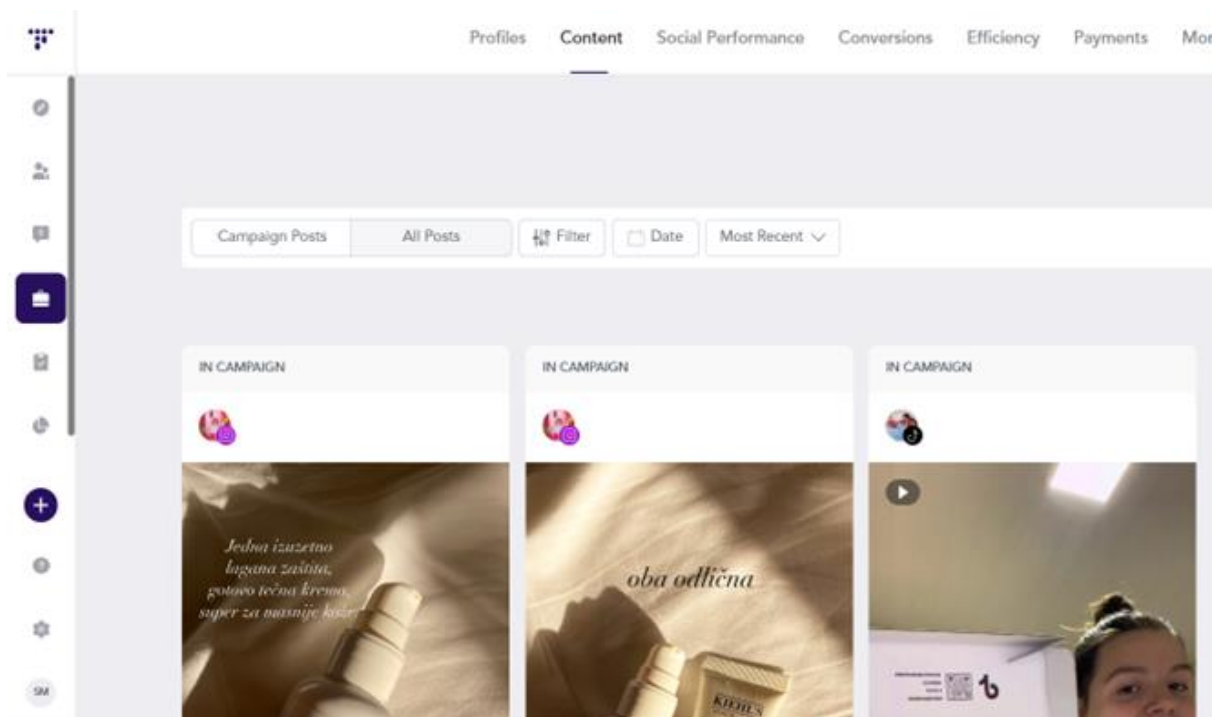 Profiles Content Social Performance Conversions Efficiency Payments Mor
Campaign Posts All Posts Filter Date Most Recent
IN CAMPAIGN IN CAMPAIGN IN CAMPAIGN
Jedna izuzetno
lagana zaštita,
gotovo tečna krema,
super za masnije kože
oba odlična
KIEHL'S
SM